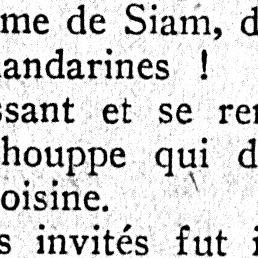 me de Siam, d
andarines !
ssant et se re
houppe qui d
oisine.
s invités fut i